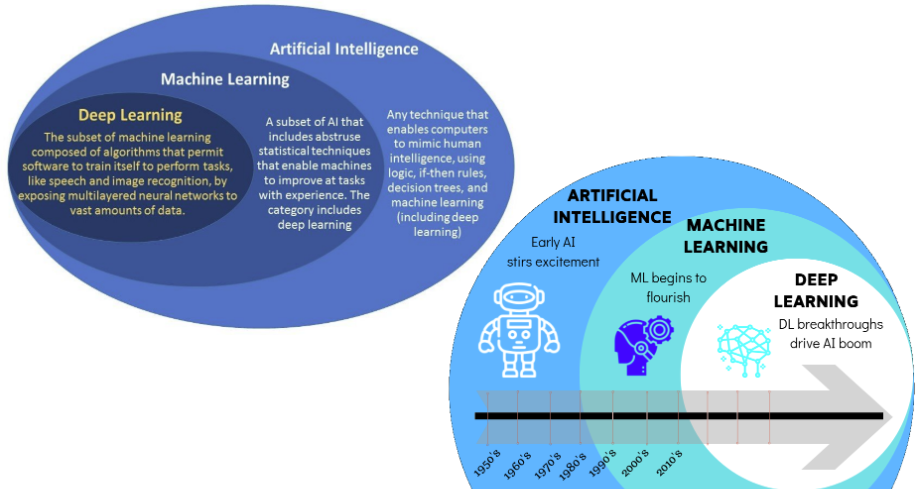 Artificial Intelligence
Machine Learning
Deep Learning
The subset of machine learning
composed of algorithms that permit
software to train itself to perform tasks,
like speech and image recognition, by
exposing multilayered neural networks to
vast amounts of data.
A subset of AI that
includes abstruse
statistical techniques
that enable machines
to improve at tasks
with experience. The
category includes
deep learning
Any technique that
enables computers
to mimic human
intelligence, using
logic, if-then rules,
decision trees, and
machine learning
(including deep
learning)
ARTIFICIAL
INTELLIGENCE
Early AI
stirs excitement
MACHINE
LEARNING
ML begins to
flourish
DEEP
LEARNING
DL breakthroughs
drive AI boom
1950's
1960's
1970's
1980's
1990's
2000's
2010's